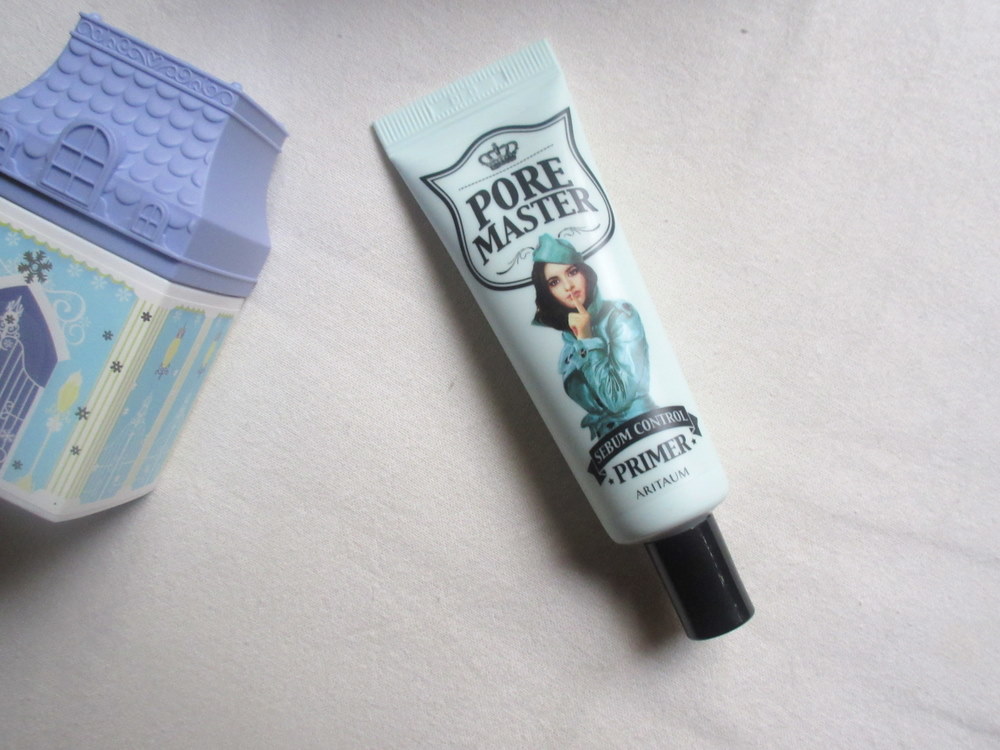 PORE
MASTER
SEBUM CONTROL
PRIMER
ARITAUM